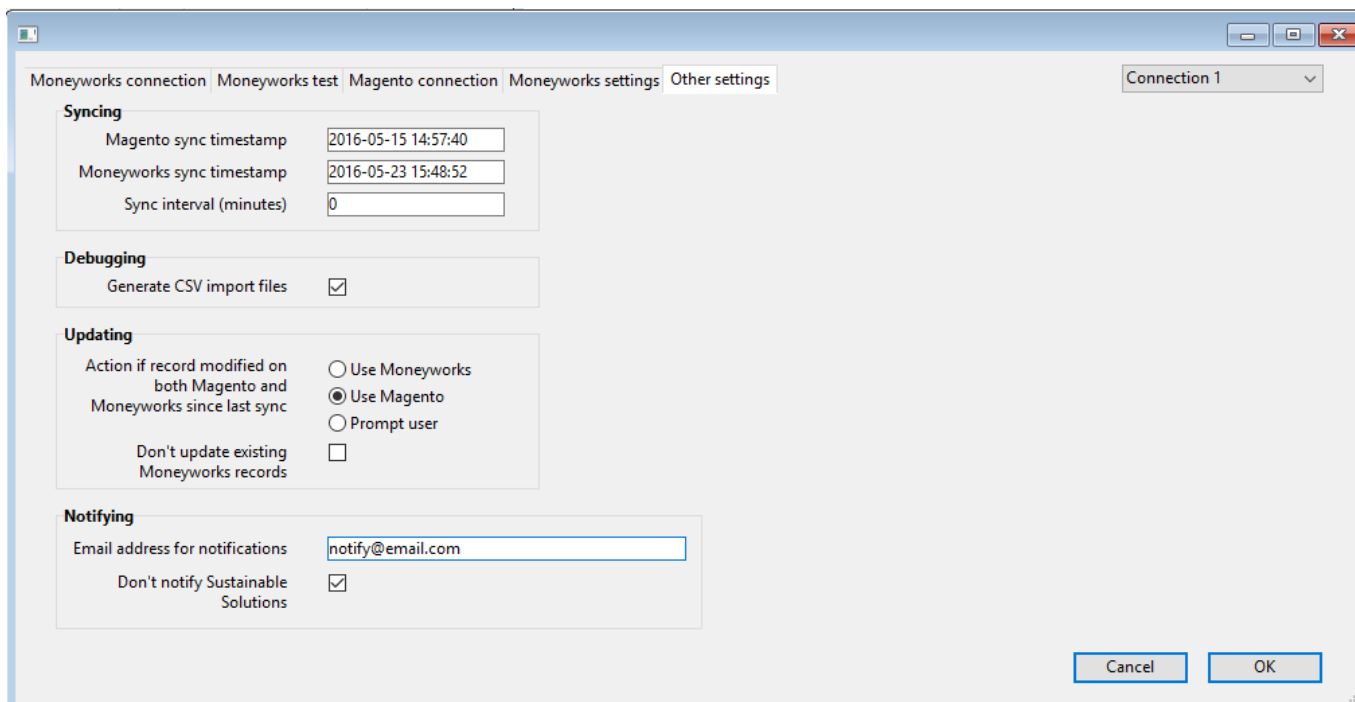 Moneyworks connection Moneyworks test Magento connection Moneyworks settings Other settings Connection 1
Syncing
Magento sync timestamp 2016-05-15 14:57:40
Moneyworks sync timestamp 2016-05-23 15:48:52
Sync interval (minutes) 0
Debugging
Generate CSV import files
Updating
Action if record modified on
both Magento and
Moneyworks since last sync
Use Moneyworks
Use Magento
Prompt user
Don't update existing
Moneyworks records
Notifying
Email address for notifications notify@email.com
Don't notify Sustainable
Solutions
Cancel OK